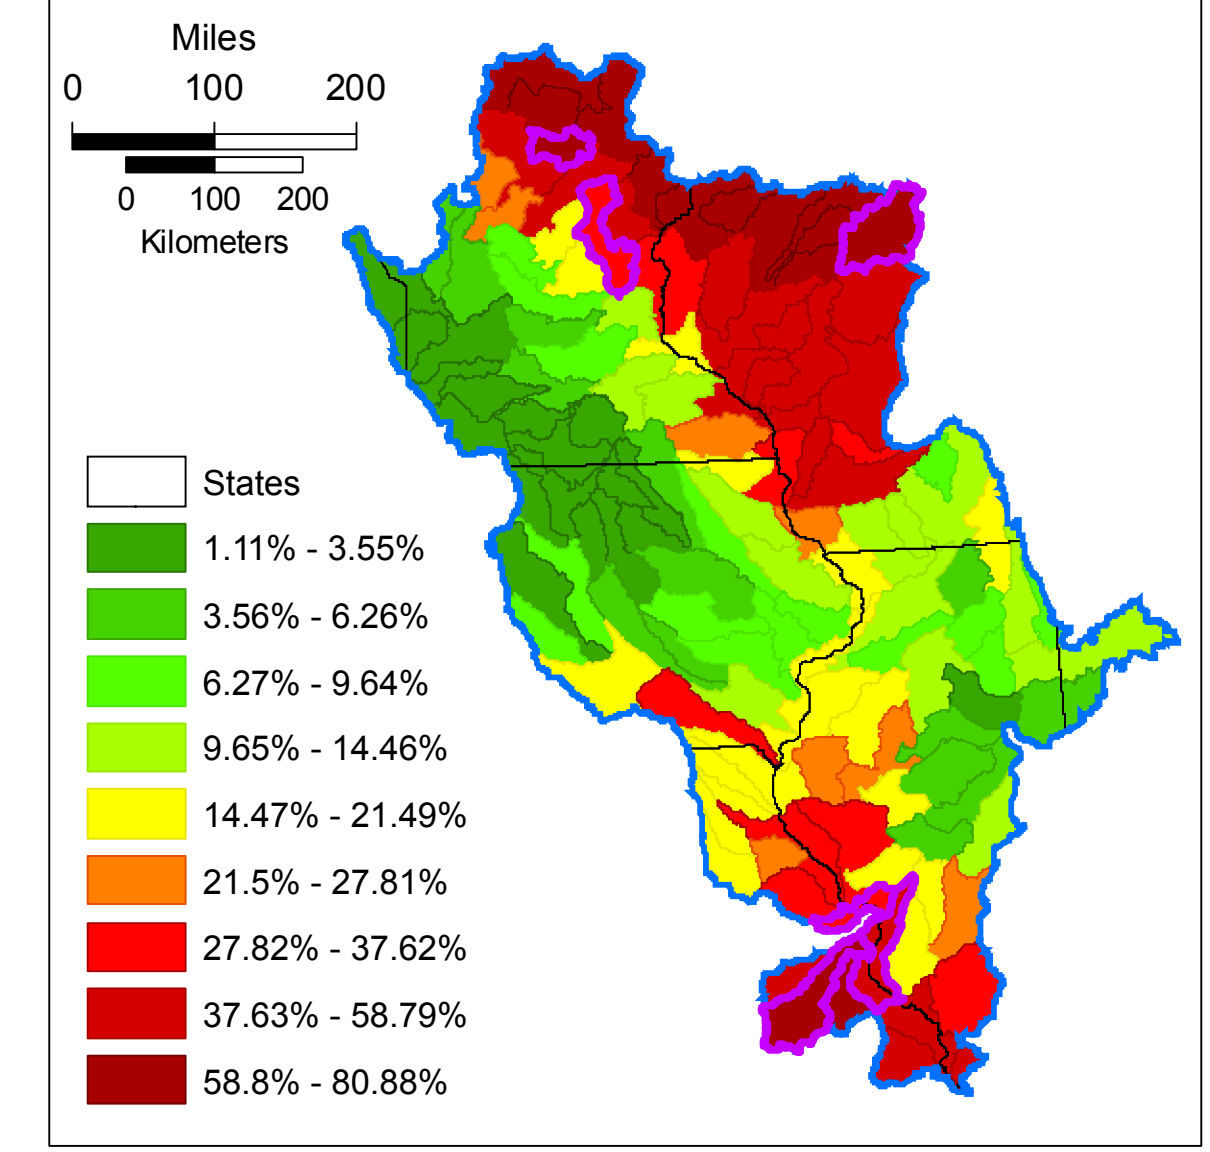 Miles
0 100 200
0 100 200
Kilometers
States
1.11% - 3.55%
3.56% - 6.26%
6.27% - 9.64%
9.65% - 14.46%
14.47% - 21.49%
21.5% - 27.81%
27.82% - 37.62%
37.63% - 58.79%
58.8% - 80.88%